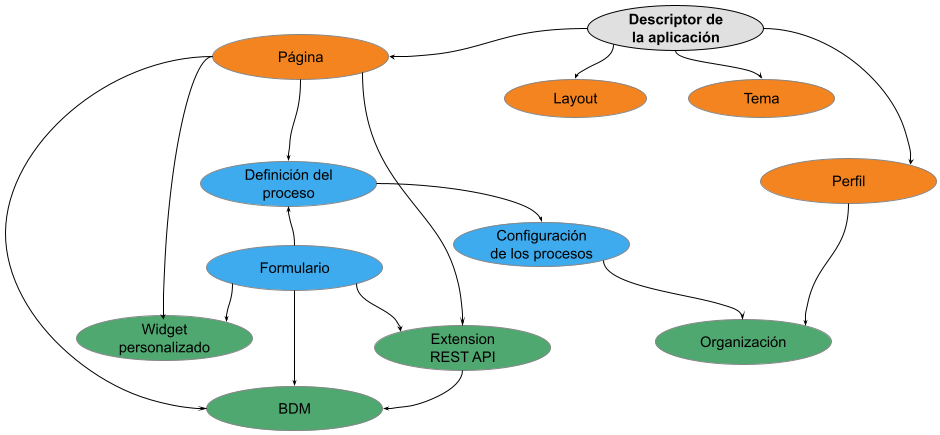 Descriptor de
la aplicación
Página
Layout
Tema
Definición del
proceso
Perfil
Configuración
de los procesos
Formulario
Widget
personalizado
Extension
REST API
Organización
BDM